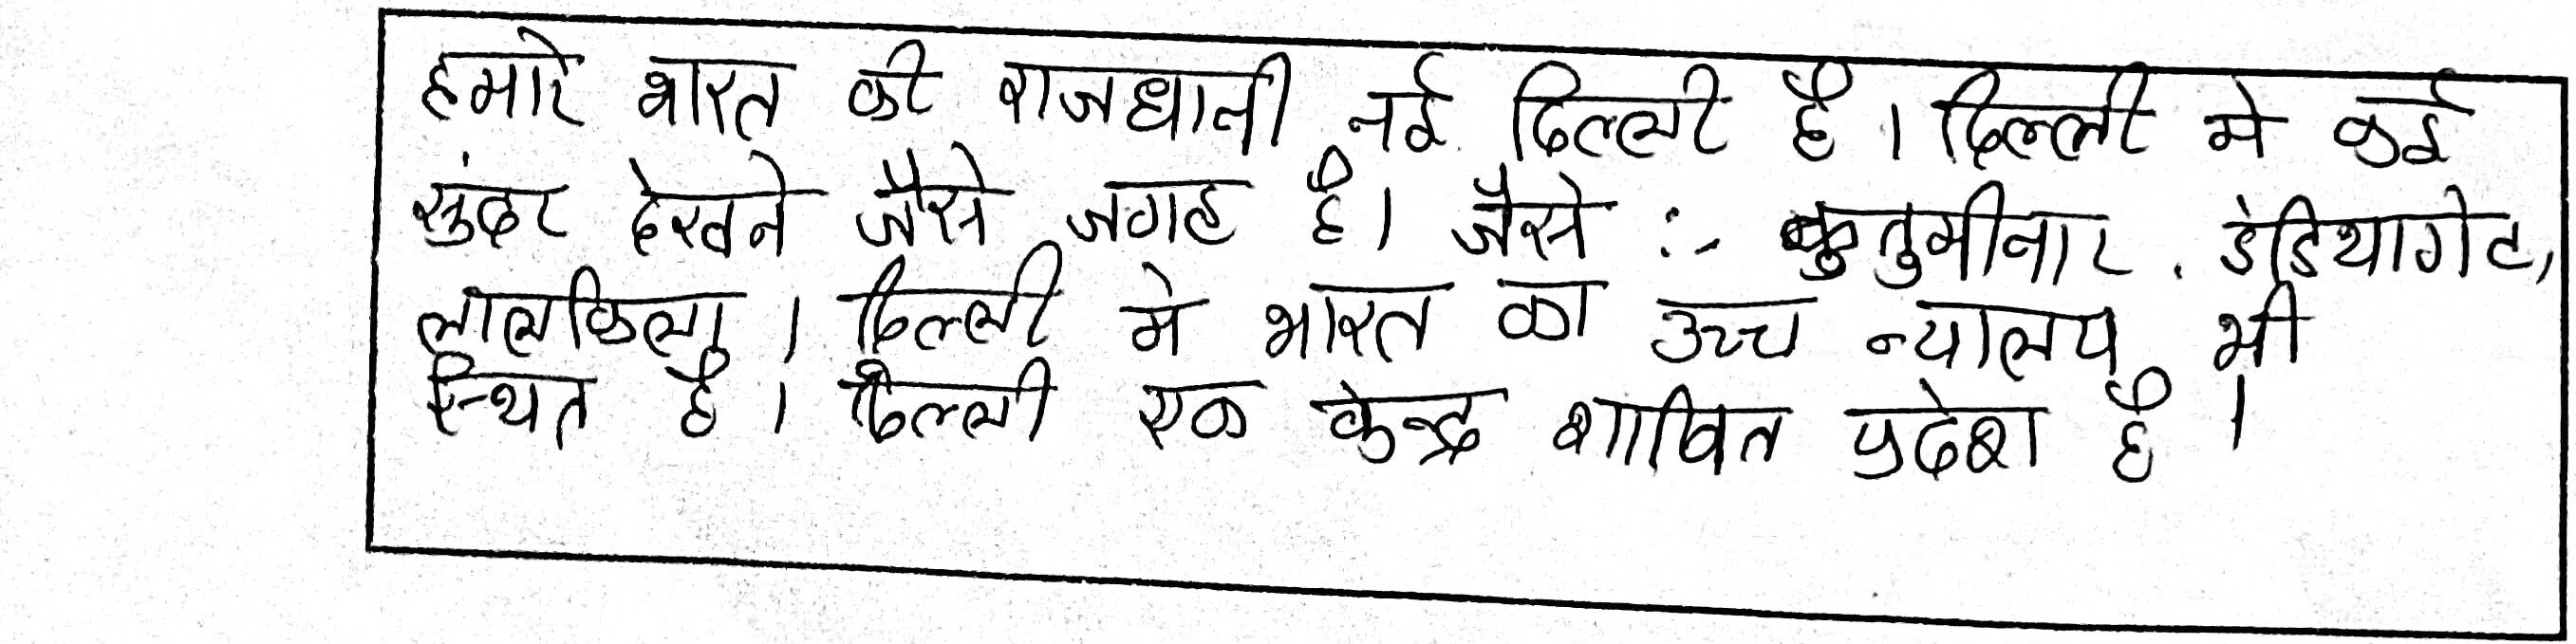 हमारे भारत की राजधानी नई दिल्ली है। दिल्ली मे कई
सुंदर देखने जैसे जगह है। जैसे :- कुतुमीनार, इंडियागेट,
लालकिला। दिल्ली मे भारत का उच्च न्यालय भी
स्थित है। दिल्ली एक केन्द्र शाषित प्रदेश है।